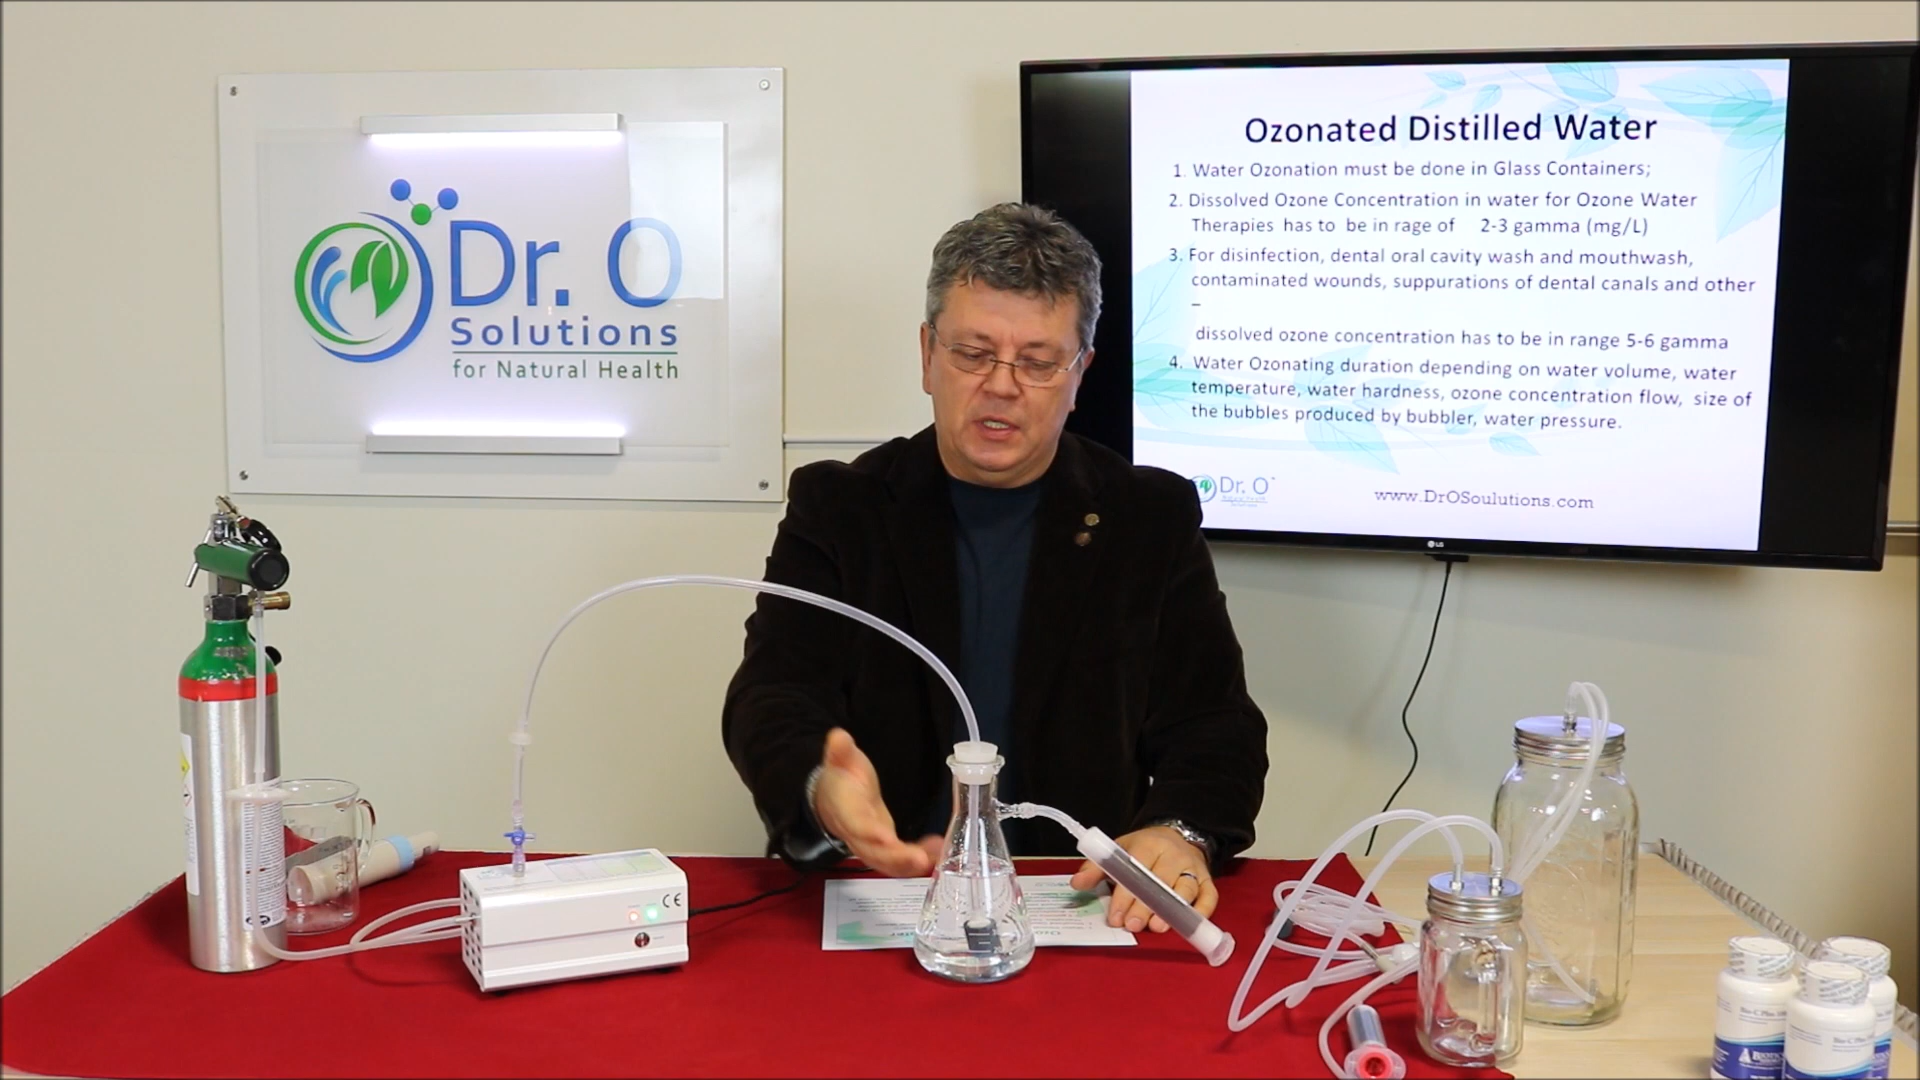 Dr. O
Solutions
for Natural Health
Ozonated Distilled Water
1. Water Ozonation must be done in Glass Containers;
2. Dissolved Ozone Concentration in water for Ozone Water
Therapies has to be in rage of 2-3 gamma (mg/L)
3. For disinfection, dental oral cavity wash and mouthwash,
contaminated wounds, suppurations of dental canals and other
–
dissolved ozone concentration has to be in range 5-6 gamma
4. Water Ozonating duration depending on water volume, water
temperature, water hardness, ozone concentration flow, size of
the bubbles produced by bubbler, water pressure.
Dr. O
www.DrOSoulutions.com
LG
CE